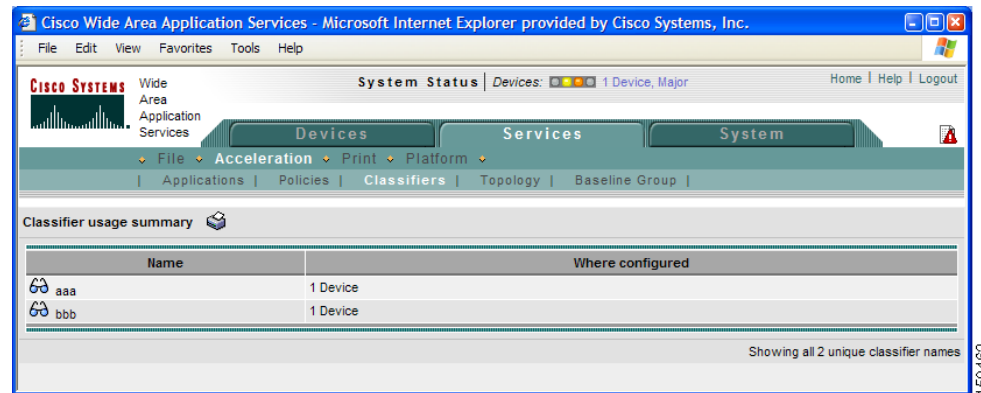 Cisco Wide Area Application Services - Microsoft Internet Explorer provided by Cisco Systems, Inc.
File Edit View Favorites Tools Help
CISCO SYSTEMS
Wide
Area
Application
Services
System Status | Devices: 1 Device, Major
Home | Help | Logout
Devices Services System
File Acceleration Print Platform
| Applications | Policies | Classifiers | Topology | Baseline Group |
Classifier usage summary
Name Where configured
aaa 1 Device
bbb 1 Device
Showing all 2 unique classifier names